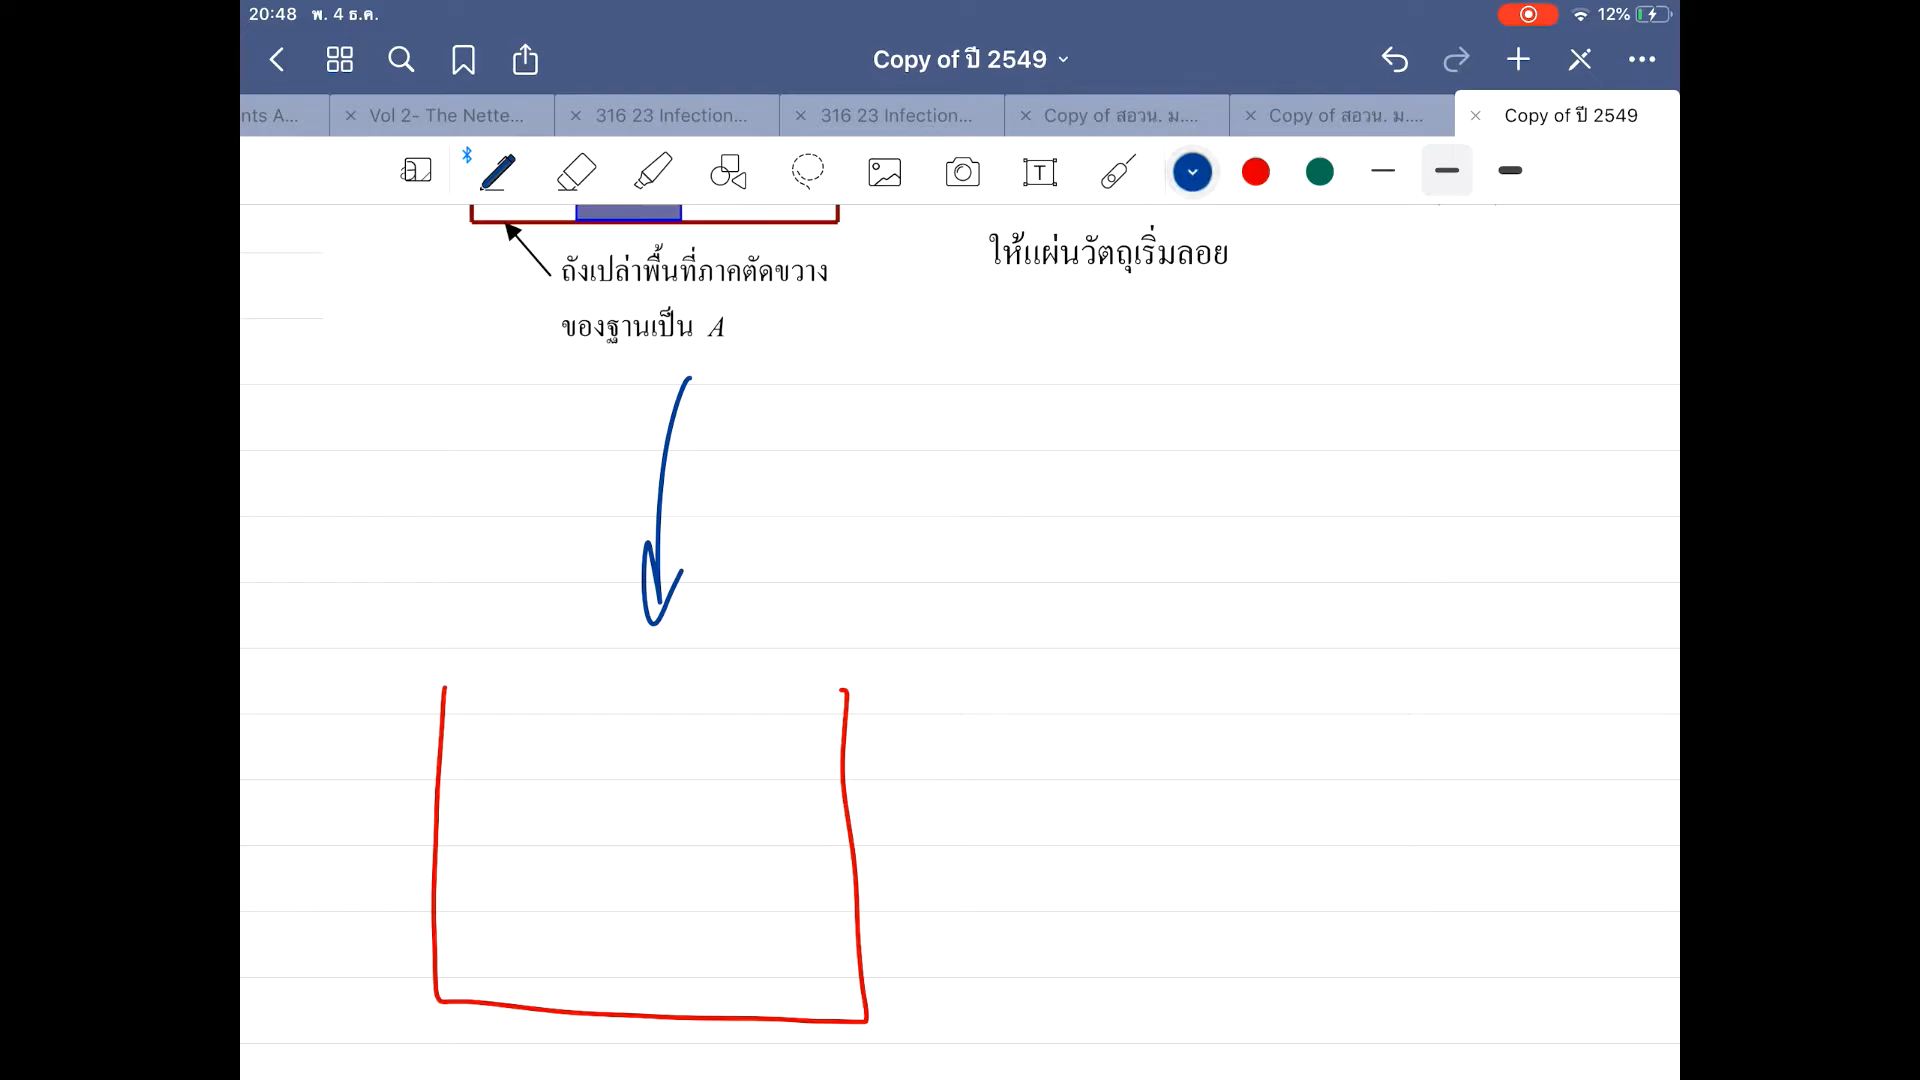 20:48 พ. 4 ธ.ค. 12%
Copy of ปี 2549
nts A... Vol 2- The Nette... 316 23 Infection... 316 23 Infection... Copy of สอวน. ม.... Copy of สอวน. ม.... Copy of ปี 2549
ให้แผ่นวัตถุเริ่มลอย
ถังเปล่าพื้นที่ภาคตัดขวาง
ของฐานเป็น A